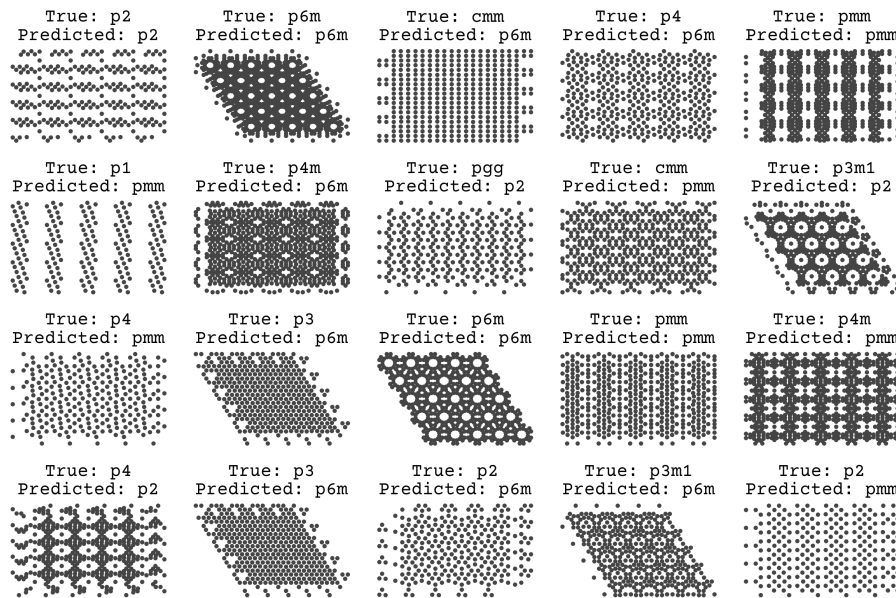 True: p2
Predicted: p2
True: p6m
Predicted: p6m
True: cmm
Predicted: p6m
True: p4
Predicted: p6m
True: pmm
Predicted: pmm
True: p1
Predicted: pmm
True: p4m
Predicted: p6m
True: pgg
Predicted: p2
True: cmm
Predicted: pmm
True: p3m1
Predicted: p2
True: p4
Predicted: pmm
True: p3
Predicted: p6m
True: p6m
Predicted: p6m
True: pmm
Predicted: pmm
True: p4m
Predicted: pmm
True: p4
Predicted: p2
True: p3
Predicted: p6m
True: p2
Predicted: p6m
True: p3m1
Predicted: p6m
True: p2
Predicted: pmm